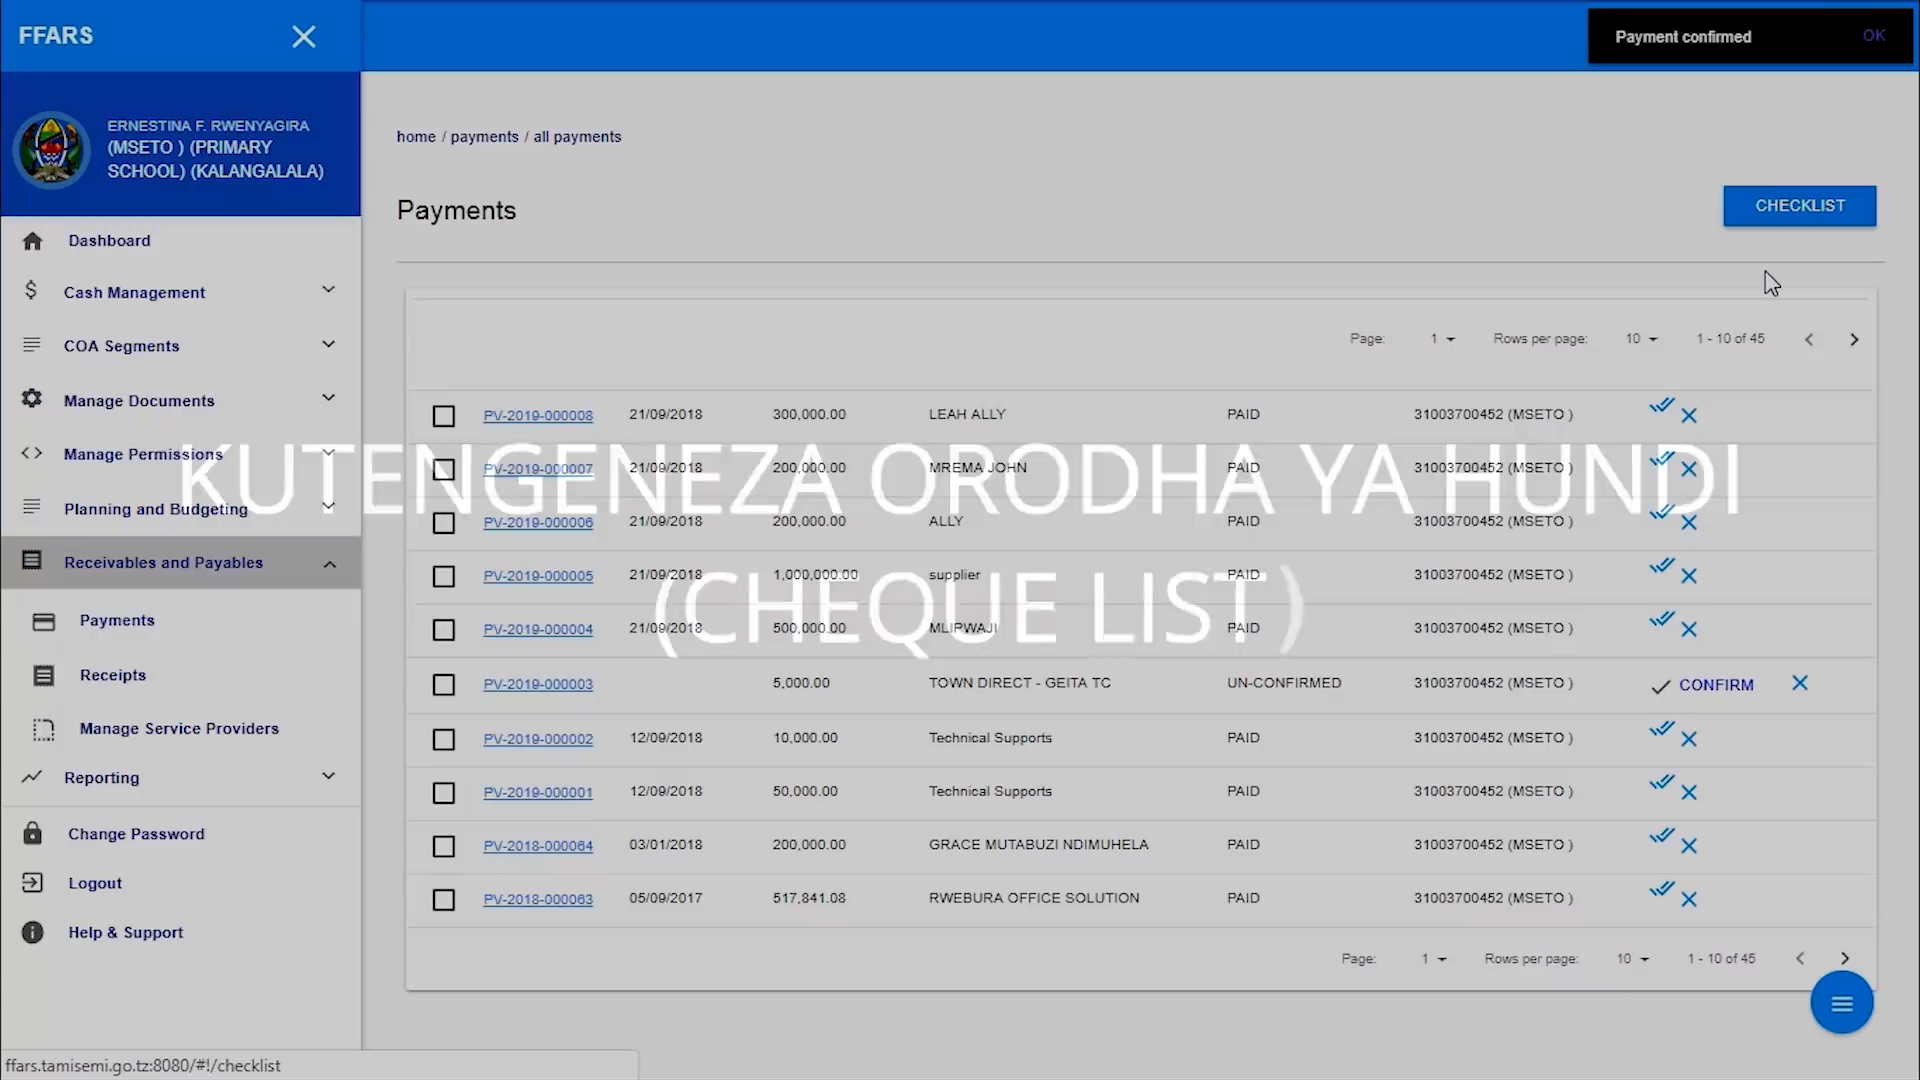 FFARS
Payment confirmed OK
ERNESTINA F. RWENYAGIRA
(MSETO ) (PRIMARY
SCHOOL) (KALANGALALA)
home / payments / all payments
Payments
CHECKLIST
Dashboard
Cash Management
COA Segments
Manage Documents
Manage Permissions
Planning and Budgeting
Receivables and Payables
Payments
Receipts
Manage Service Providers
Reporting
Change Password
Logout
Help & Support
Page: 1 Rows per page: 10 1 - 10 of 45
PV-2019-000008 21/09/2018 300,000.00 LEAH ALLY PAID 31003700452 (MSETO )
PV-2019-000007 21/09/2018 200,000.00 MREMA JOHN PAID 31003700452 (MSETO )
KUTENGENEZA ORODHA YA HUNDI
PV-2019-000006 21/09/2018 200,000.00 ALLY PAID 31003700452 (MSETO )
PV-2019-000005 21/09/2018 1,000,000.00 supplier PAID 31003700452 (MSETO )
(CHEQUE LIST)
PV-2019-000004 21/09/2018 500,000.00 MLIPWAJI PAID 31003700452 (MSETO )
PV-2019-000003 5,000.00 TOWN DIRECT - GEITA TC UN-CONFIRMED 31003700452 (MSETO ) CONFIRM
PV-2019-000002 12/09/2018 10,000.00 Technical Supports PAID 31003700452 (MSETO )
PV-2019-000001 12/09/2018 50,000.00 Technical Supports PAID 31003700452 (MSETO )
PV-2018-000064 03/01/2018 200,000.00 GRACE MUTABUZI NDIMUHELA PAID 31003700452 (MSETO )
PV-2018-000063 05/09/2017 517,841.08 RWEBURA OFFICE SOLUTION PAID 31003700452 (MSETO )
Page: 1 Rows per page: 10 1 - 10 of 45
ffars.tamisemi.go.tz:8080/#!/checklist